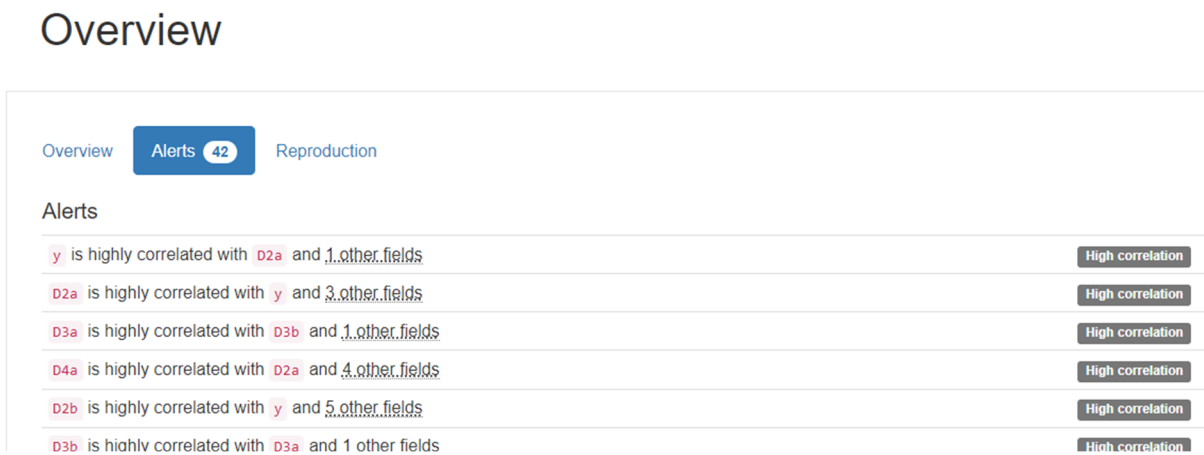 Overview
Overview Alerts 42 Reproduction
Alerts
y is highly correlated with D2a and 1 other fields High correlation
D2a is highly correlated with y and 3 other fields High correlation
D3a is highly correlated with D3b and 1 other fields High correlation
D4a is highly correlated with D2a and 4 other fields High correlation
D2b is highly correlated with y and 5 other fields High correlation
D3b is highly correlated with D3a and 1 other fields High correlation